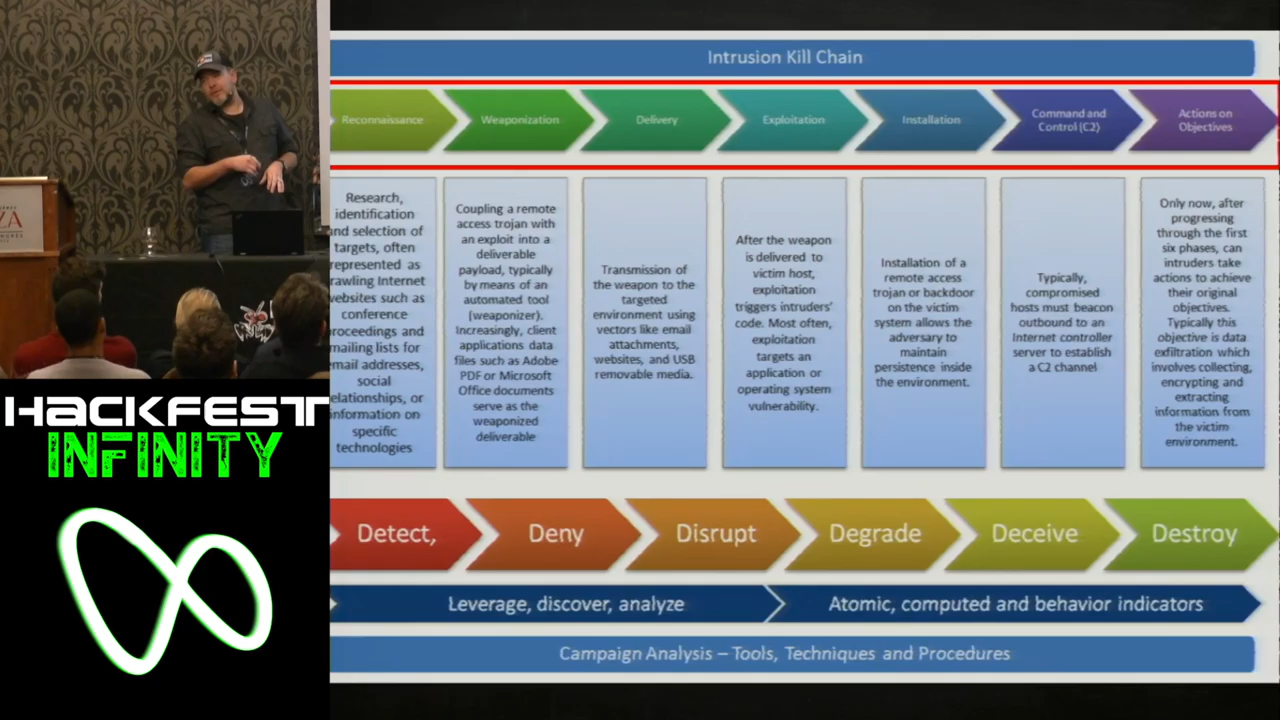 Intrusion Kill Chain
Reconnaissance
Weaponization
Delivery
Exploitation
Installation
Command and
Control (C2)
Actions on
Objectives
Research,
identification
and selection of
targets, often
represented as
rawling Internet
websites such as
conference
proceedings and
mailing lists for
email addresses,
social
relationships, or
information on
specific
technologies
Coupling a remote
access trojan with
an exploit into a
deliverable
payload, typically
by means of an
automated tool
(weaponizer).
Increasingly, client
applications data
files such as Adobe
PDF or Microsoft
Office documents
serve as the
weaponized
deliverable
Transmission of
the weapon to the
targeted
environment using
vectors like email
attachments,
websites, and USB
removable media.
After the weapon
is delivered to
victim host,
exploitation
triggers intruders'
code. Most often,
exploitation
targets an
application or
operating system
vulnerability.
Installation of a
remote access
trojan or backdoor
on the victim
system allows the
adversary to
maintain
persistence inside
the environment.
Typically,
compromised
hosts must beacon
outbound to an
Internet controller
server to establish
a C2 channel
Only now, after
progressing
through the first
six phases, can
intruders take
actions to achieve
their original
objectives.
Typically this
objective is data
exfiltration which
involves collecting,
encrypting and
extracting
information from
the victim
environment.
Detect,
Deny
Disrupt
Degrade
Deceive
Destroy
Leverage, discover, analyze
Atomic, computed and behavior indicators
Campaign Analysis – Tools, Techniques and Procedures
ZA
HACKFEST
INFINITY